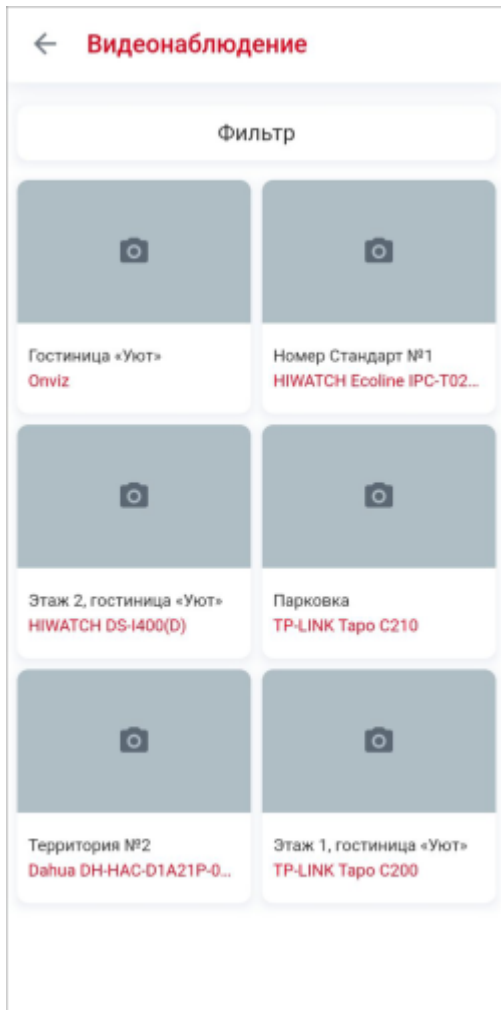 Видеонаблюдение
Фильтр
Гостиница «Уют»
Onviz
Номер Стандарт №1
HIWATCH Ecoline IPC-T02...
Этаж 2, гостиница «Уют»
HIWATCH DS-I400(D)
Парковка
TP-LINK Tapo C210
Территория №2
Dahua DH-HAC-D1A21P-0...
Этаж 1, гостиница «Уют»
TP-LINK Tapo C200